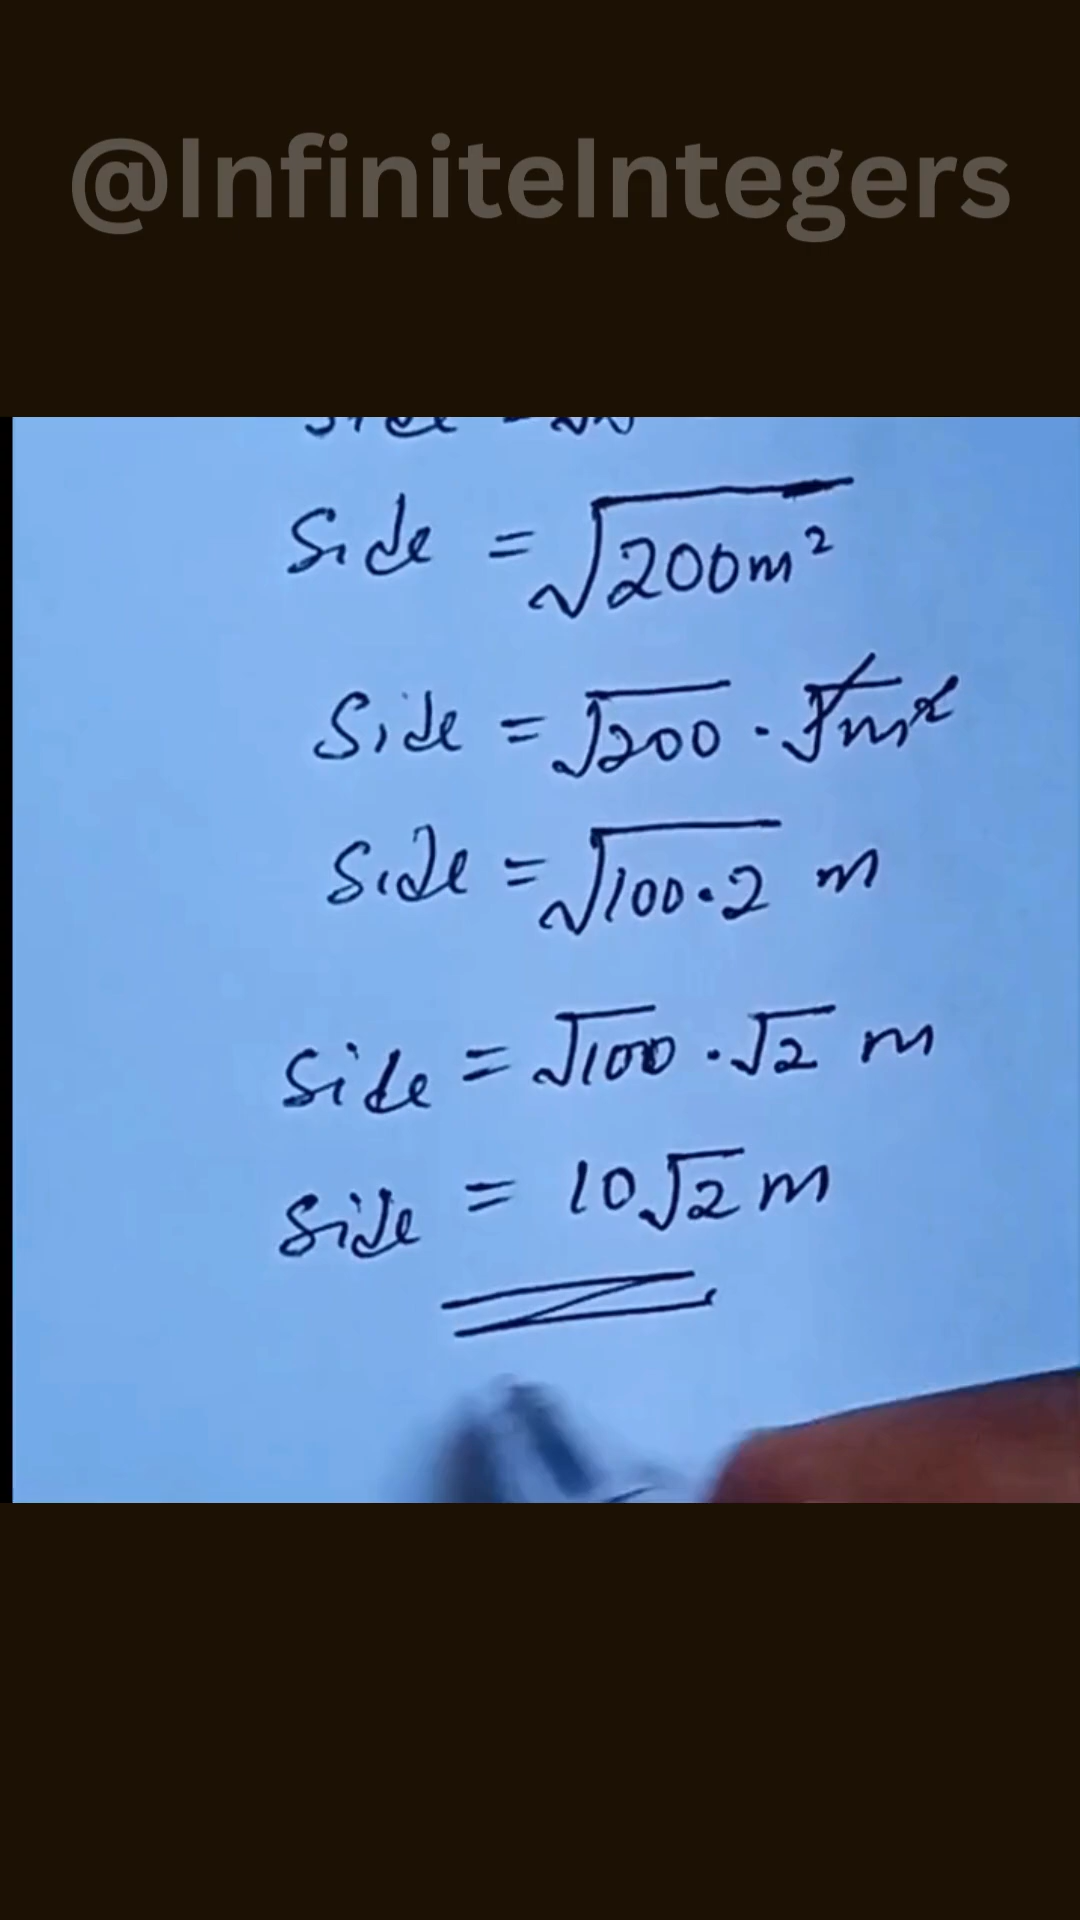 @InfiniteIntegers
Side = √200m²
Side = √200 · √m²
Side = √100·2 m
Side = √100 · √2 m
Side = 10√2 m